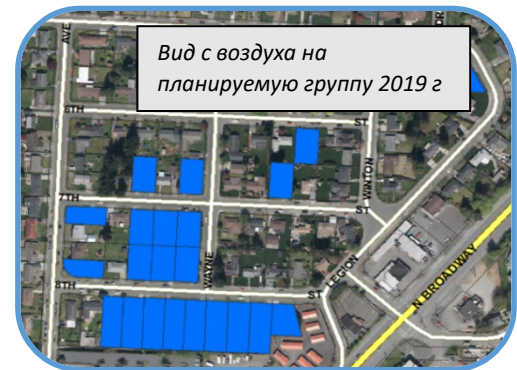 AVE
Вид с воздуха на
планируемую группу 2019 г
6TH ST
WINTON
7TH ST
WAYNE
8TH ST
LEGION
N BROADWAY